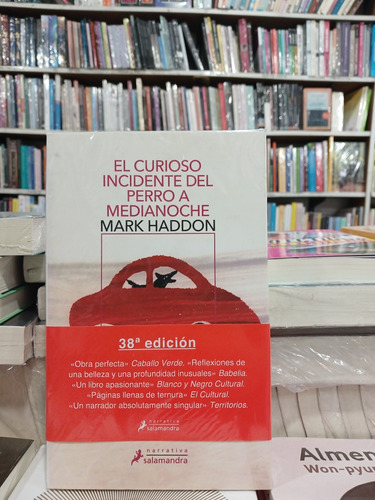 EL CURIOSO
INCIDENTE DEL
PERRO A
MEDIANOCHE
MARK HADDON
38ª edición
«Obra perfecta» Caballo Verde. «Reflexiones de
una belleza y una profundidad inusuales» Babelia.
«Un libro apasionante» Blanco y Negro Cultural.
«Páginas llenas de ternura» El Cultural.
«Un narrador absolutamente singular» Territorios.
narrativa
salamandra
narrativa
salamandra
Almen
Won-pyun